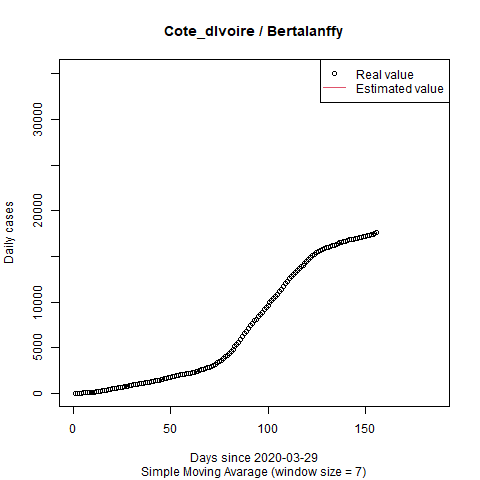 Cote_dIvoire / Bertalanffy
Real value
Estimated value
Daily cases
30000
20000
10000
5000
0
0
50
100
150
Days since 2020-03-29
Simple Moving Avarage (window size = 7)